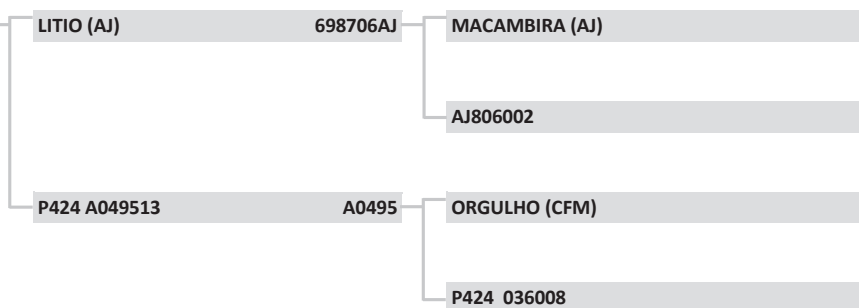 LITIO (AJ) 698706AJ MACAMBIRA (AJ)
AJ806002
P424 A049513 A0495 ORGULHO (CFM)
P424 036008